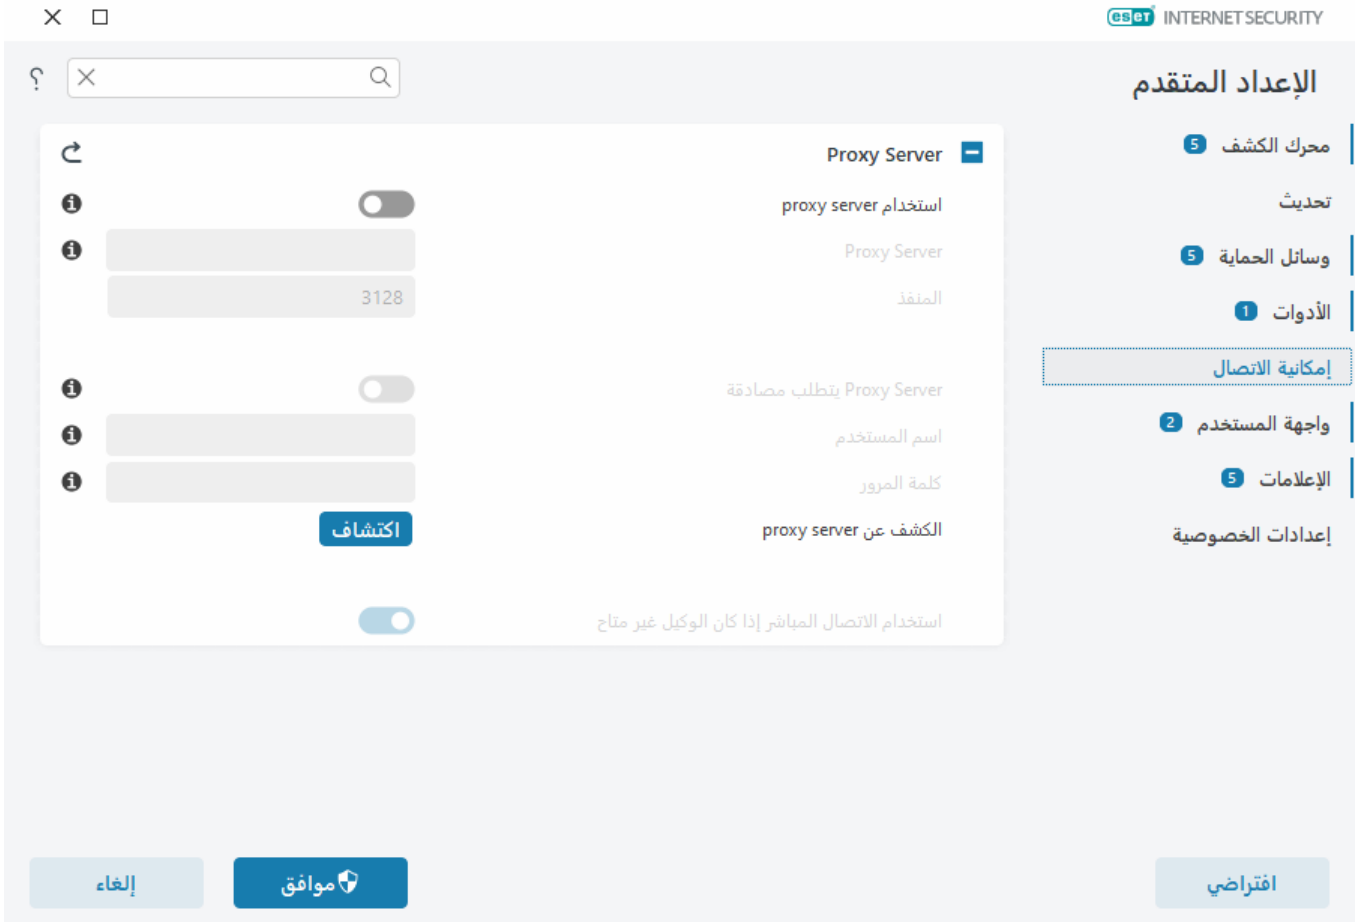 eset INTERNET SECURITY
الإعداد المتقدم
؟
محرك الكشف 5
تحديث
وسائل الحماية 5
الأدوات 1
إمكانية الاتصال
واجهة المستخدم 2
الإعلامات 5
إعدادات الخصوصية
Proxy Server
استخدام proxy server
Proxy Server
المنفذ 3128
Proxy Server يتطلب مصادقة
اسم المستخدم
كلمة المرور
الكشف عن proxy server اكتشاف
استخدام الاتصال المباشر إذا كان الوكيل غير متاح
افتراضي
موافق
إلغاء